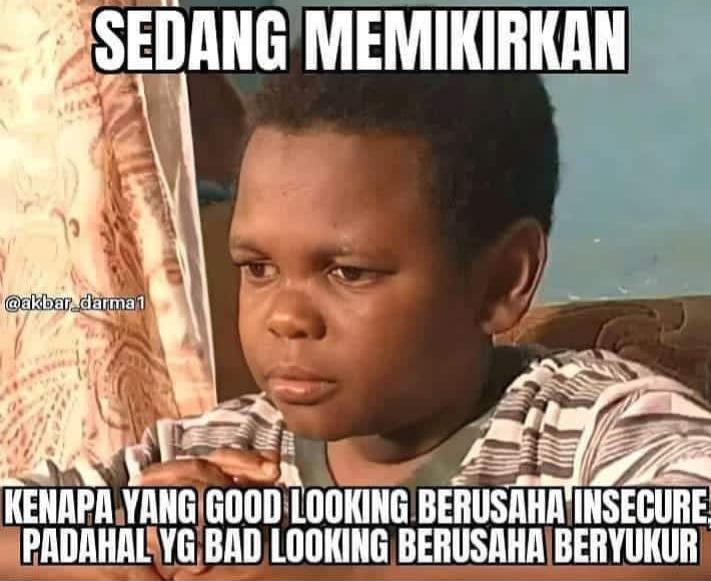 SEDANG MEMIKIRKAN
@akbar_darma1
KENAPA YANG GOOD LOOKING BERUSAHA INSECURE,
PADAHAL YG BAD LOOKING BERUSAHA BERYUKUR